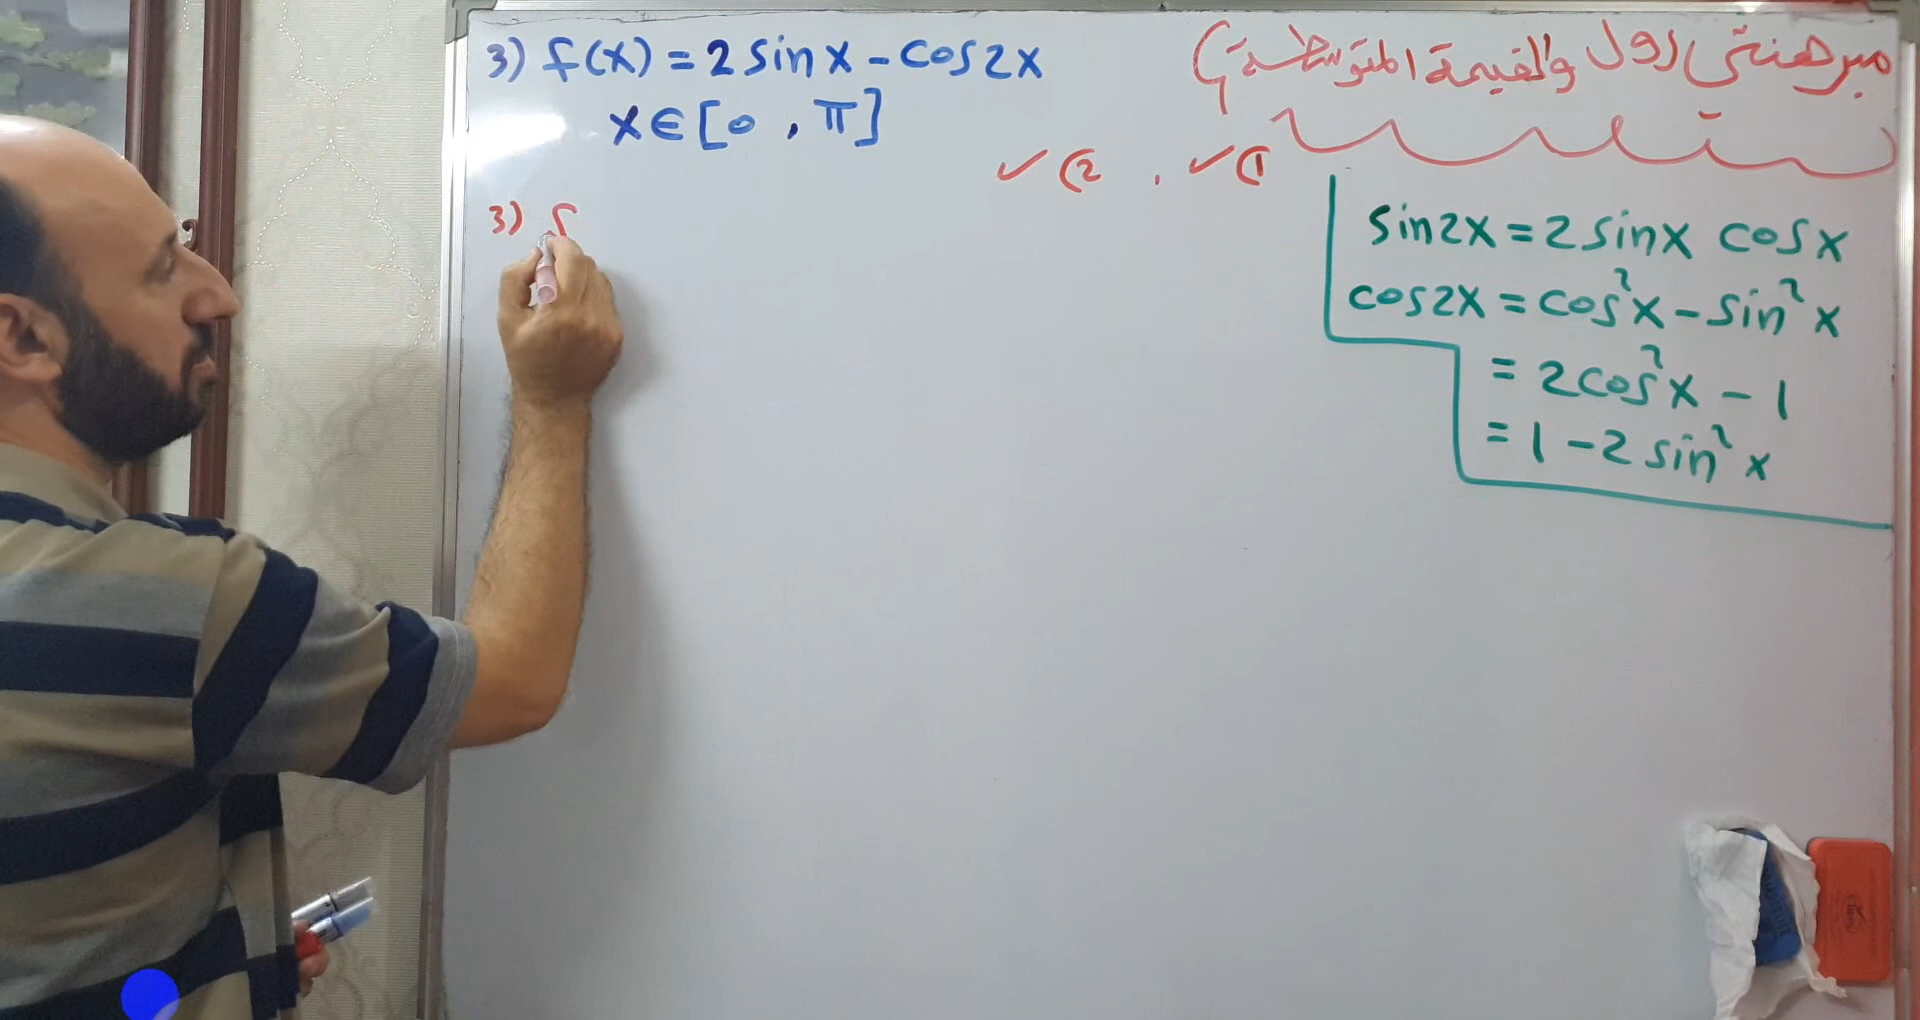 مبرهنتي رول والقيمة المتوسطة)
3) f(x) = 2 sin x - cos 2x
x ∈ [0 , π]
1) ✓ , 2) ✓
3) f
sin2x = 2 sinx cosx
cos2x = cos²x - sin²x
= 2cos²x - 1
= 1 - 2 sin²x